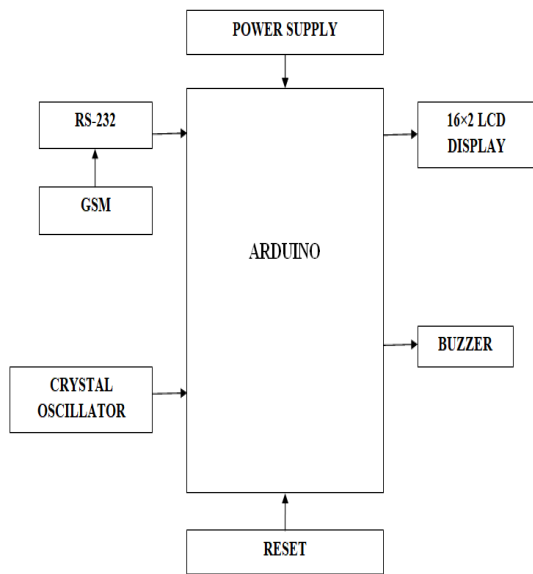 POWER SUPPLY
RS-232
16×2 LCD
DISPLAY
GSM
ARDUINO
BUZZER
CRYSTAL
OSCILLATOR
RESET